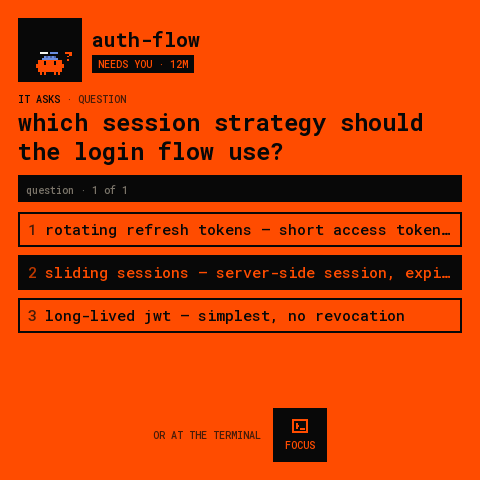 auth-flow
NEEDS YOU · 12M
IT ASKS · QUESTION
which session strategy should
the login flow use?
question · 1 of 1
1 rotating refresh tokens — short access token…
2 sliding sessions — server-side session, expi…
3 long-lived jwt — simplest, no revocation
OR AT THE TERMINAL
FOCUS